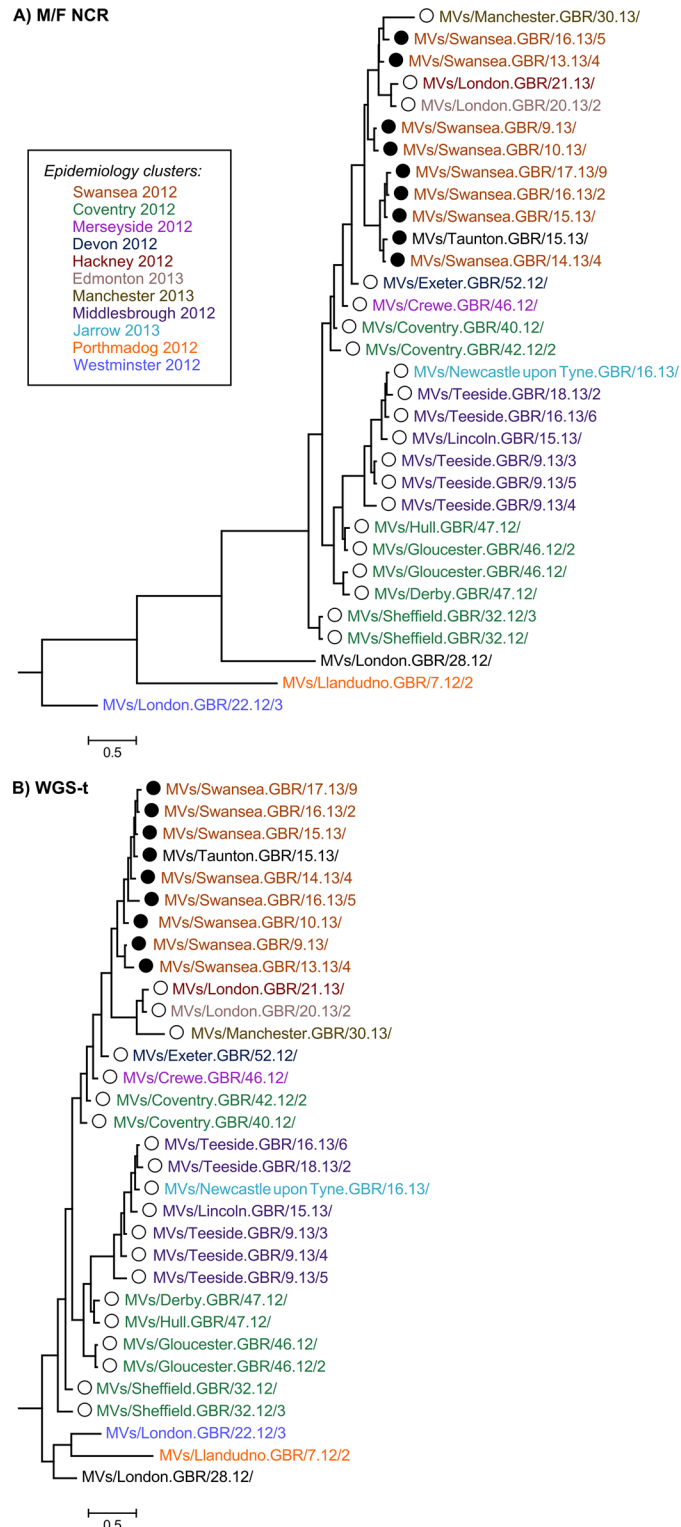 A) M/F NCR
MVs/Manchester.GBR/30.13/
MVs/Swansea.GBR/16.13/5
MVs/Swansea.GBR/13.13/4
MVs/London.GBR/21.13/
MVs/London.GBR/20.13/2
MVs/Swansea.GBR/9.13/
MVs/Swansea.GBR/10.13/
MVs/Swansea.GBR/17.13/9
MVs/Swansea.GBR/16.13/2
MVs/Swansea.GBR/15.13/
MVs/Taunton.GBR/15.13/
MVs/Swansea.GBR/14.13/4
MVs/Exeter.GBR/52.12/
MVs/Crewe.GBR/46.12/
MVs/Coventry.GBR/40.12/
MVs/Coventry.GBR/42.12/2
MVs/Newcastle upon Tyne.GBR/16.13/
MVs/Teeside.GBR/18.13/2
MVs/Teeside.GBR/16.13/6
MVs/Lincoln.GBR/15.13/
MVs/Teeside.GBR/9.13/3
MVs/Teeside.GBR/9.13/5
MVs/Teeside.GBR/9.13/4
MVs/Hull.GBR/47.12/
MVs/Gloucester.GBR/46.12/2
MVs/Gloucester.GBR/46.12/
MVs/Derby.GBR/47.12/
MVs/Sheffield.GBR/32.12/3
MVs/Sheffield.GBR/32.12/
MVs/London.GBR/28.12/
MVs/Llandudno.GBR/7.12/2
MVs/London.GBR/22.12/3
Epidemiology clusters:
Swansea 2012
Coventry 2012
Merseyside 2012
Devon 2012
Hackney 2012
Edmonton 2013
Manchester 2013
Middlesbrough 2012
Jarrow 2013
Porthmadog 2012
Westminster 2012
0.5
B) WGS-t
MVs/Swansea.GBR/17.13/9
MVs/Swansea.GBR/16.13/2
MVs/Swansea.GBR/15.13/
MVs/Taunton.GBR/15.13/
MVs/Swansea.GBR/14.13/4
MVs/Swansea.GBR/16.13/5
MVs/Swansea.GBR/10.13/
MVs/Swansea.GBR/9.13/
MVs/Swansea.GBR/13.13/4
MVs/London.GBR/21.13/
MVs/London.GBR/20.13/2
MVs/Manchester.GBR/30.13/
MVs/Exeter.GBR/52.12/
MVs/Crewe.GBR/46.12/
MVs/Coventry.GBR/42.12/2
MVs/Coventry.GBR/40.12/
MVs/Teeside.GBR/16.13/6
MVs/Teeside.GBR/18.13/2
MVs/Newcastle upon Tyne.GBR/16.13/
MVs/Lincoln.GBR/15.13/
MVs/Teeside.GBR/9.13/3
MVs/Teeside.GBR/9.13/4
MVs/Teeside.GBR/9.13/5
MVs/Derby.GBR/47.12/
MVs/Hull.GBR/47.12/
MVs/Gloucester.GBR/46.12/
MVs/Gloucester.GBR/46.12/2
MVs/Sheffield.GBR/32.12/
MVs/Sheffield.GBR/32.12/3
MVs/London.GBR/22.12/3
MVs/Llandudno.GBR/7.12/2
MVs/London.GBR/28.12/
0.5